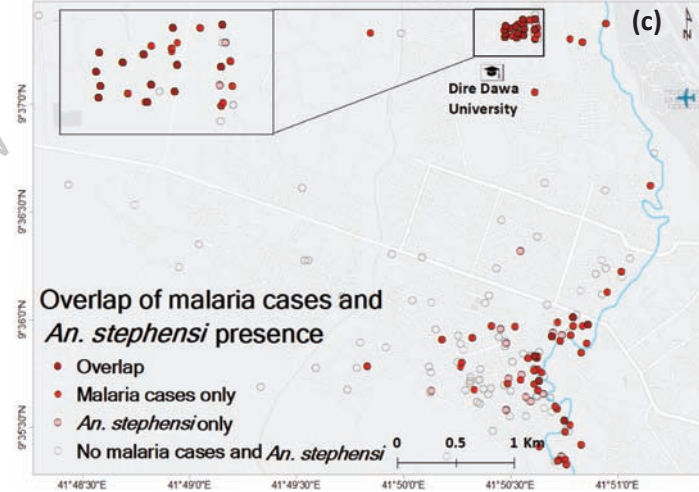 (c)
N
Dire Dawa
University
9°37'0"N
9°36'30"N
9°36'0"N
9°35'30"N
Overlap of malaria cases and
An. stephensi presence
Overlap
Malaria cases only
An. stephensi only
No malaria cases and An. stephensi
0 0.5 1 Km
41°48'30"E 41°49'0"E 41°49'30"E 41°50'0"E 41°50'30"E 41°51'0"E